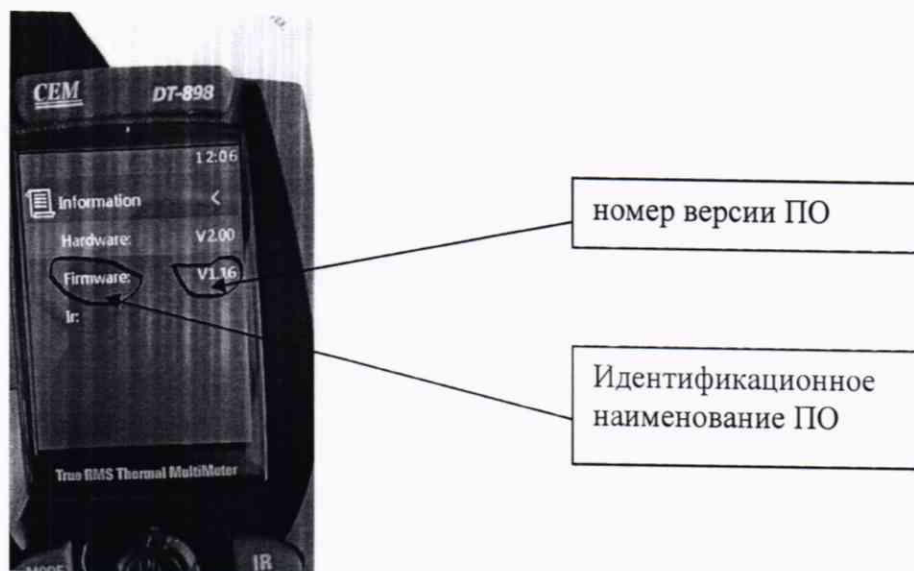 CEM DT-898
12:06
Information <
Hardware: V2.00
Firmware: V1.16
Ir:
True RMS Thermal MultiMeter
MODE IR
номер версии ПО
Идентификационное
наименование ПО